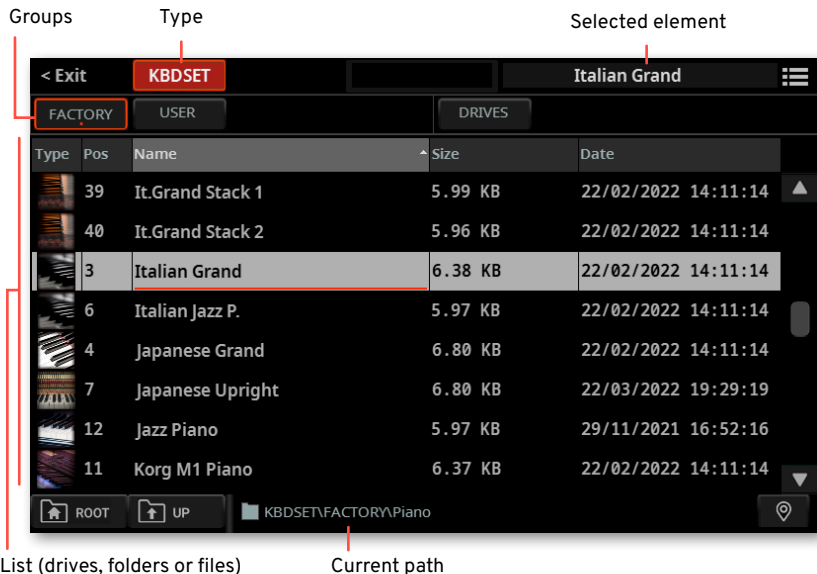 Groups Type Selected element
< Exit KBDSET Italian Grand
FACTORY USER DRIVES
Type Pos Name Size Date
39 It.Grand Stack 1 5.99 KB 22/02/2022 14:11:14
40 It.Grand Stack 2 5.96 KB 22/02/2022 14:11:14
3 Italian Grand 6.38 KB 22/02/2022 14:11:14
6 Italian Jazz P. 5.97 KB 22/02/2022 14:11:14
4 Japanese Grand 6.80 KB 22/02/2022 14:11:14
7 Japanese Upright 6.80 KB 22/03/2022 19:29:19
12 Jazz Piano 5.97 KB 29/11/2021 16:52:16
11 Korg M1 Piano 6.37 KB 22/02/2022 14:11:14
ROOT UP KBDSET\FACTORY\Piano
List (drives, folders or files) Current path